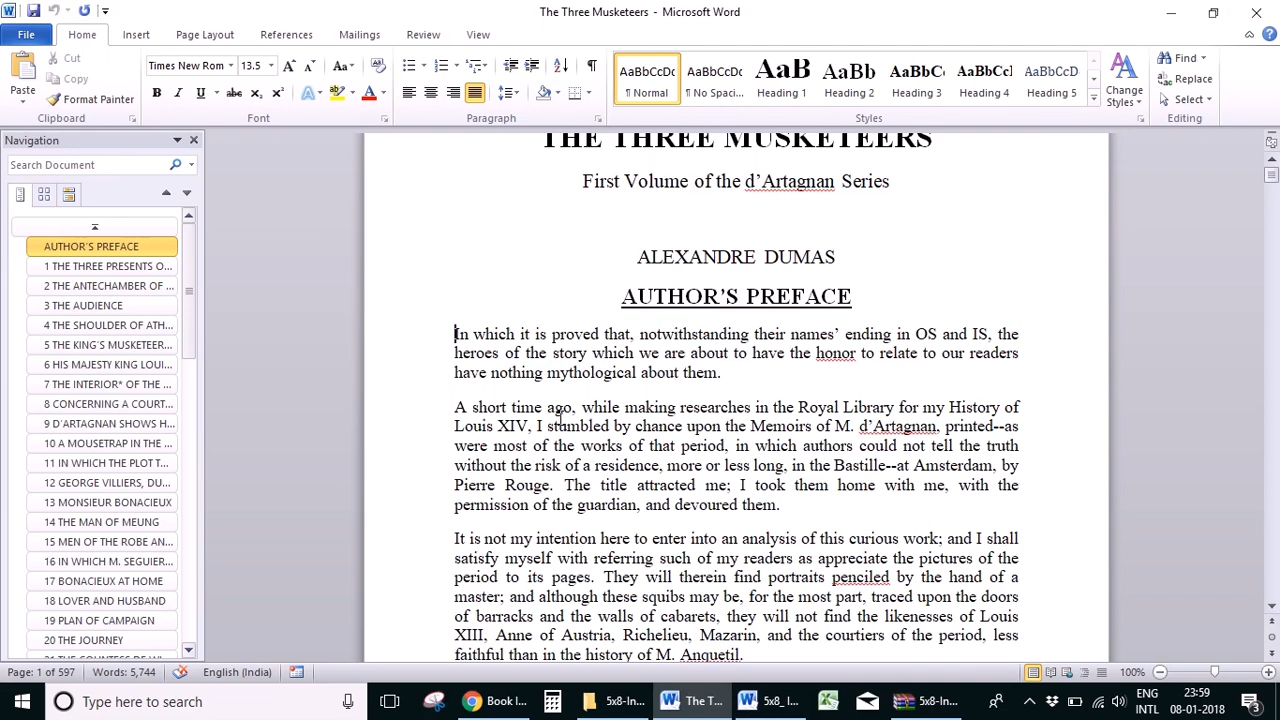 The Three Musketeers - Microsoft Word
File Home Insert Page Layout References Mailings Review View
Paste
Cut
Copy
Format Painter
Clipboard
Times New Rom 13.5
Font
Paragraph
AaBbCcDc AaBbCcDc AaB AaBb AaBbCc AaBbCcI AaBbCcDc
¶ Normal ¶ No Spaci... Heading 1 Heading 2 Heading 3 Heading 4 Heading 5
Change
Styles
Styles
Find
Replace
Select
Editing
Navigation
Search Document
AUTHOR'S PREFACE
1 THE THREE PRESENTS O...
2 THE ANTECHAMBER OF ...
3 THE AUDIENCE
4 THE SHOULDER OF ATH...
5 THE KING'S MUSKETEER...
6 HIS MAJESTY KING LOUI...
7 THE INTERIOR* OF THE ...
8 CONCERNING A COURT...
9 D'ARTAGNAN SHOWS H...
10 A MOUSETRAP IN THE...
11 IN WHICH THE PLOT T...
12 GEORGE VILLIERS, DU...
13 MONSIEUR BONACIEUX
14 THE MAN OF MEUNG
15 MEN OF THE ROBE AN...
16 IN WHICH M. SEGUIER...
17 BONACIEUX AT HOME
18 LOVER AND HUSBAND
19 PLAN OF CAMPAIGN
20 THE JOURNEY
THE THREE MUSKETEERS
First Volume of the d’Artagnan Series
ALEXANDRE DUMAS
AUTHOR’S PREFACE
In which it is proved that, notwithstanding their names’ ending in OS and IS, the
heroes of the story which we are about to have the honor to relate to our readers
have nothing mythological about them.
A short time ago, while making researches in the Royal Library for my History of
Louis XIV, I stumbled by chance upon the Memoirs of M. d’Artagnan, printed--as
were most of the works of that period, in which authors could not tell the truth
without the risk of a residence, more or less long, in the Bastille--at Amsterdam, by
Pierre Rouge. The title attracted me; I took them home with me, with the
permission of the guardian, and devoured them.
It is not my intention here to enter into an analysis of this curious work; and I shall
satisfy myself with referring such of my readers as appreciate the pictures of the
period to its pages. They will therein find portraits penciled by the hand of a
master; and although these squibs may be, for the most part, traced upon the doors
of barracks and the walls of cabarets, they will not find the likenesses of Louis
XIII, Anne of Austria, Richelieu, Mazarin, and the courtiers of the period, less
faithful than in the history of M. Anquetil.
Page: 1 of 597 Words: 5,744 English (India) 100%
Type here to search
Book I... 5x8-In... The T... 5x8_ I... 5x8-In...
ENG
INTL
23:59
08-01-2018
3